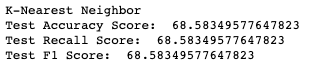 K-Nearest Neighbor
Test Accuracy Score:  68.58349577647823
Test Recall Score:  68.58349577647823
Test F1 Score:  68.58349577647823